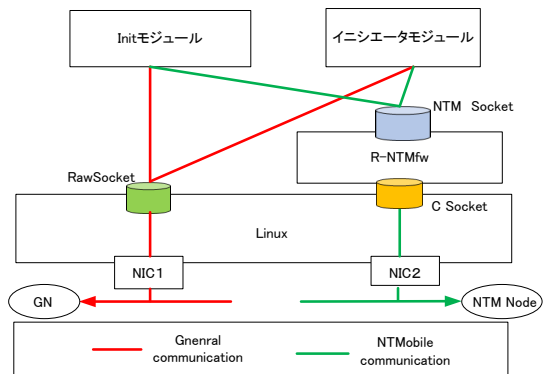 Initモジュール
イニシエータモジュール
NTM Socket
R-NTMfw
RawSocket
C Socket
Linux
NIC1
NIC2
GN
NTM Node
Gnenral
communication
NTMobile
communication